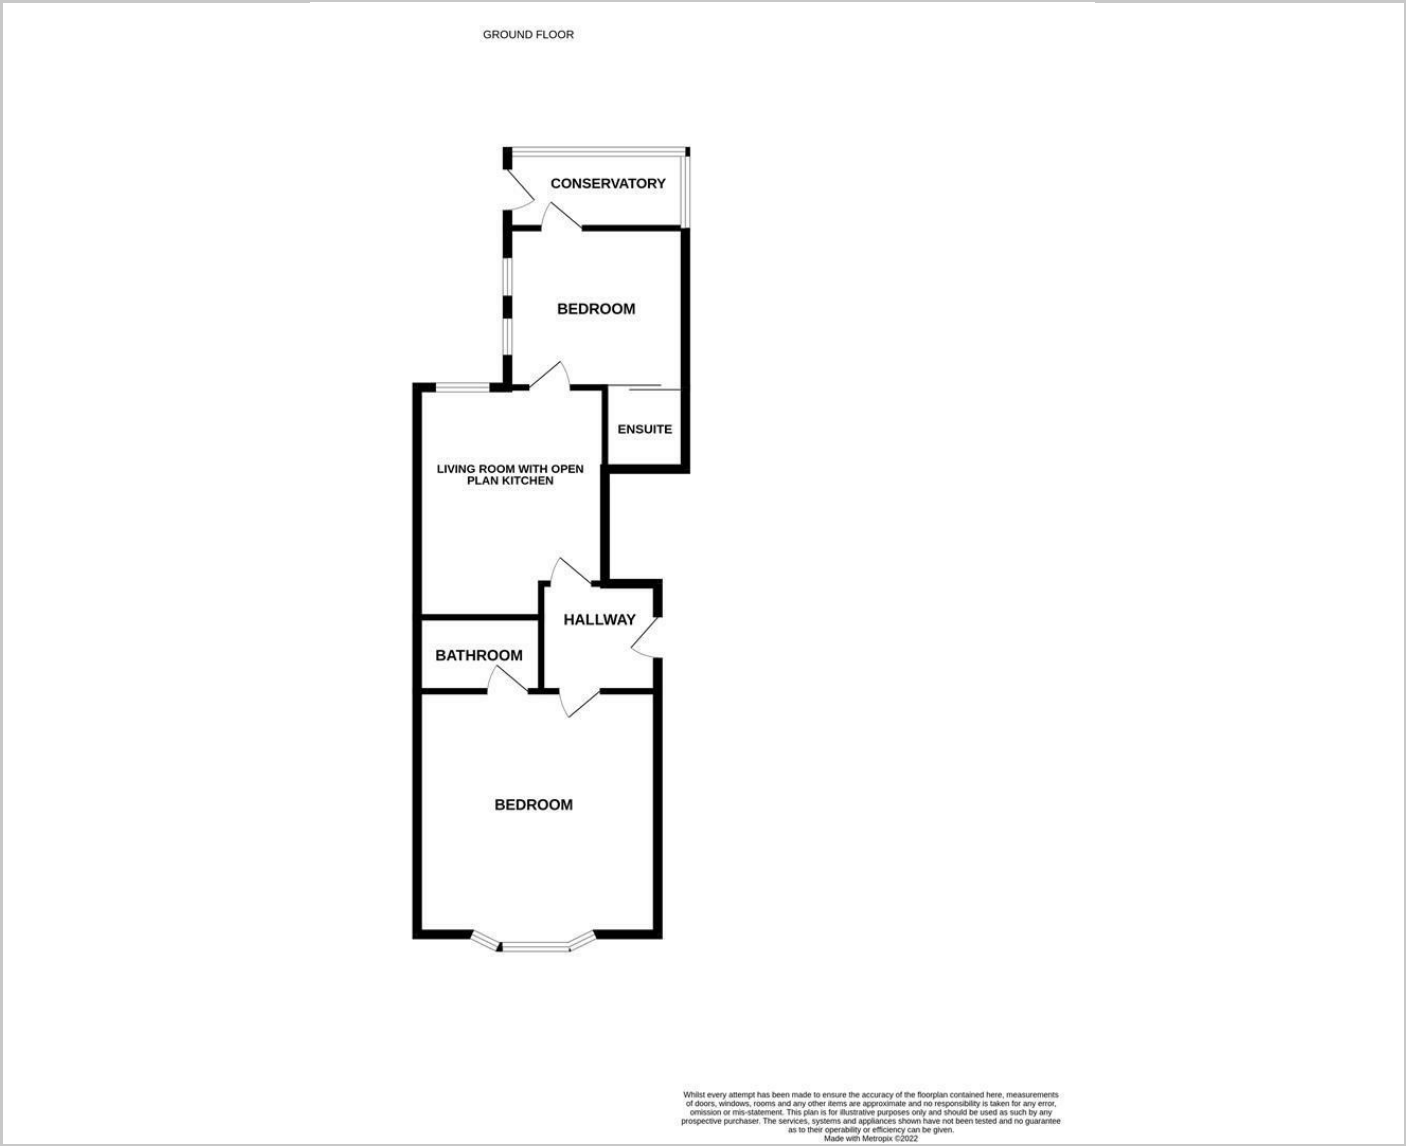 GROUND FLOOR
CONSERVATORY
BEDROOM
ENSUITE
LIVING ROOM WITH OPEN
PLAN KITCHEN
HALLWAY
BATHROOM
BEDROOM
Whilst every attempt has been made to ensure the accuracy of the floorplan contained here, measurements
of doors, windows, rooms and any other items are approximate and no responsibility is taken for any error,
omission or mis-statement. This plan is for illustrative purposes only and should be used as such by any
prospective purchaser. The services, systems and appliances shown have not been tested and no guarantee
as to their operability or efficiency can be given.
Made with Metropix ©2022